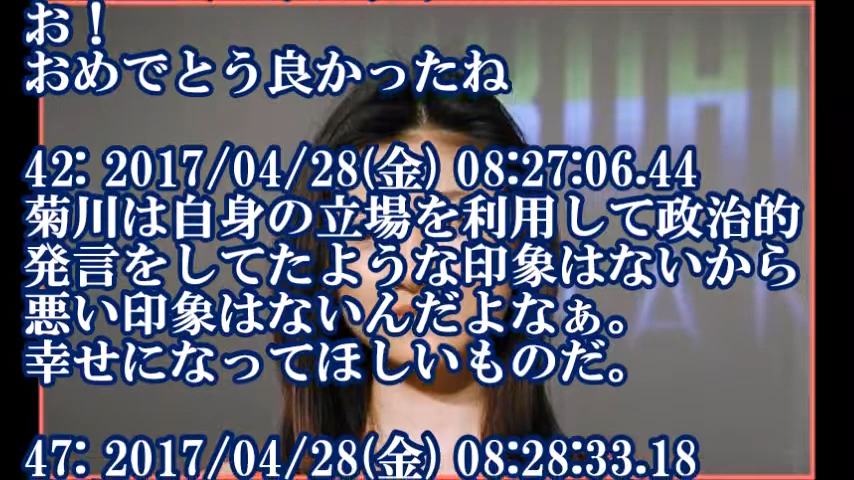 お！
おめでとう良かったね
42: 2017/04/28(金) 08:27:06.44
菊川は自身の立場を利用して政治的
発言をしてたような印象はないから
悪い印象はないんだよなぁ。
幸せになってほしいものだ。
47: 2017/04/28(金) 08:28:33.18